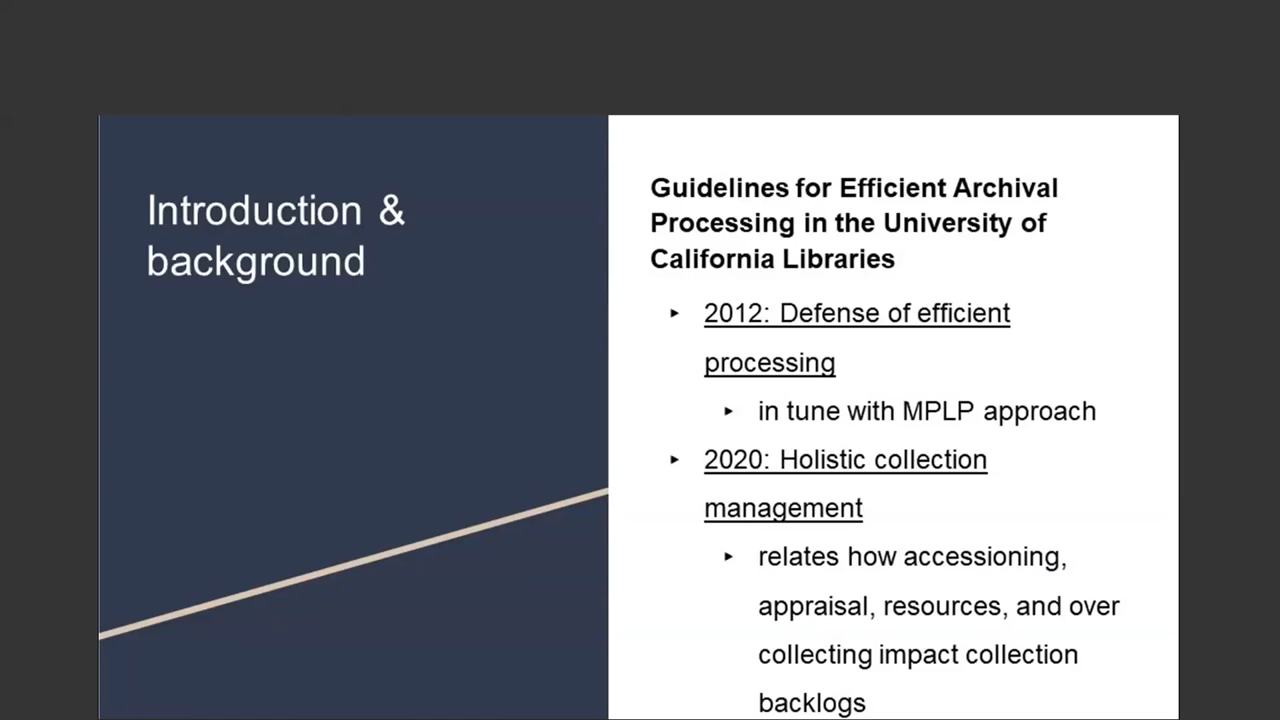 Introduction &
background
Guidelines for Efficient Archival
Processing in the University of
California Libraries
‣ 2012: Defense of efficient
processing
‣ in tune with MPLP approach
‣ 2020: Holistic collection
management
‣ relates how accessioning,
appraisal, resources, and over
collecting impact collection
backlogs